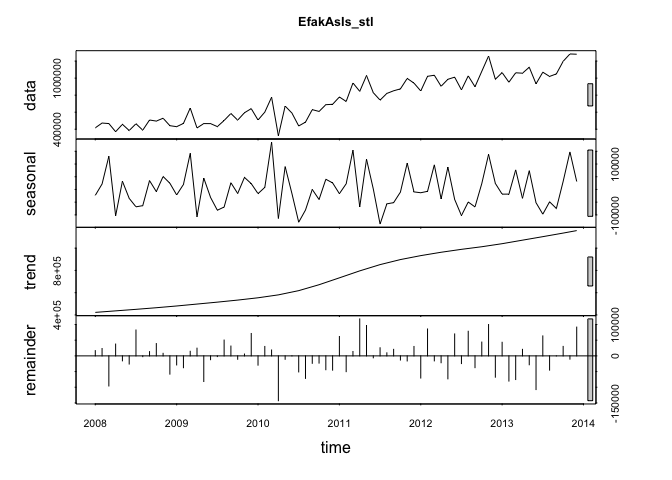 EfakAsIs_stl
data
400000 1000000
seasonal
-100000 100000
trend
4e+05 8e+05
remainder
-150000 0 100000
2008 2009 2010 2011 2012 2013 2014
time